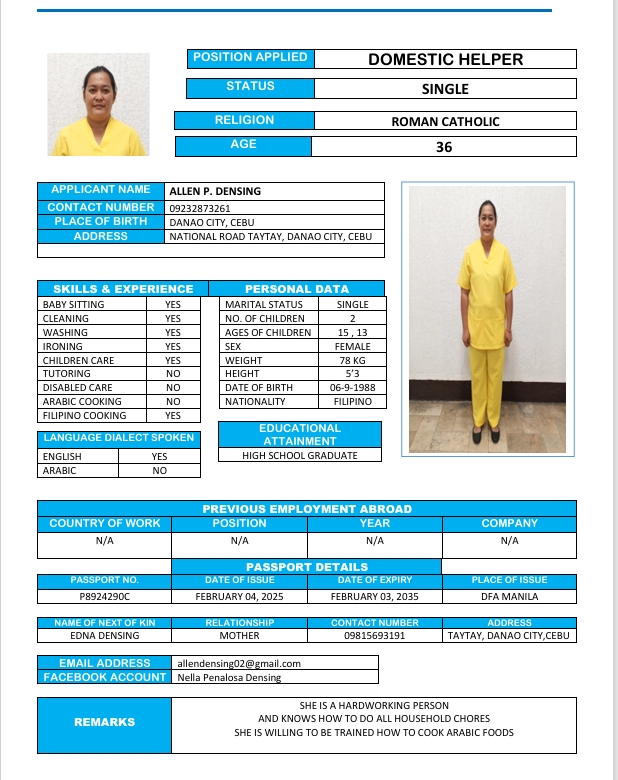 POSITION APPLIED DOMESTIC HELPER
STATUS SINGLE
RELIGION ROMAN CATHOLIC
AGE 36
APPLICANT NAME ALLEN P. DENSING
CONTACT NUMBER 09232873261
PLACE OF BIRTH DANAO CITY, CEBU
ADDRESS NATIONAL ROAD TAYTAY, DANAO CITY, CEBU
SKILLS & EXPERIENCE PERSONAL DATA
BABY SITTING YES MARITAL STATUS SINGLE
CLEANING YES NO. OF CHILDREN 2
WASHING YES AGES OF CHILDREN 15 , 13
IRONING YES SEX FEMALE
CHILDREN CARE YES WEIGHT 78 KG
TUTORING NO HEIGHT 5’3
DISABLED CARE NO DATE OF BIRTH 06-9-1988
ARABIC COOKING NO NATIONALITY FILIPINO
FILIPINO COOKING YES
EDUCATIONAL
ATTAINMENT
HIGH SCHOOL GRADUATE
LANGUAGE DIALECT SPOKEN
ENGLISH YES
ARABIC NO
PREVIOUS EMPLOYMENT ABROAD
COUNTRY OF WORK POSITION YEAR COMPANY
N/A N/A N/A N/A
PASSPORT DETAILS
PASSPORT NO. DATE OF ISSUE DATE OF EXPIRY PLACE OF ISSUE
P8924290C FEBRUARY 04, 2025 FEBRUARY 03, 2035 DFA MANILA
NAME OF NEXT OF KIN RELATIONSHIP CONTACT NUMBER ADDRESS
EDNA DENSING MOTHER 09815693191 TAYTAY, DANAO CITY,CEBU
EMAIL ADDRESS allendensing02@gmail.com
FACEBOOK ACCOUNT Nella Penalosa Densing
REMARKS
SHE IS A HARDWORKING PERSON
AND KNOWS HOW TO DO ALL HOUSEHOLD CHORES
SHE IS WILLING TO BE TRAINED HOW TO COOK ARABIC FOODS